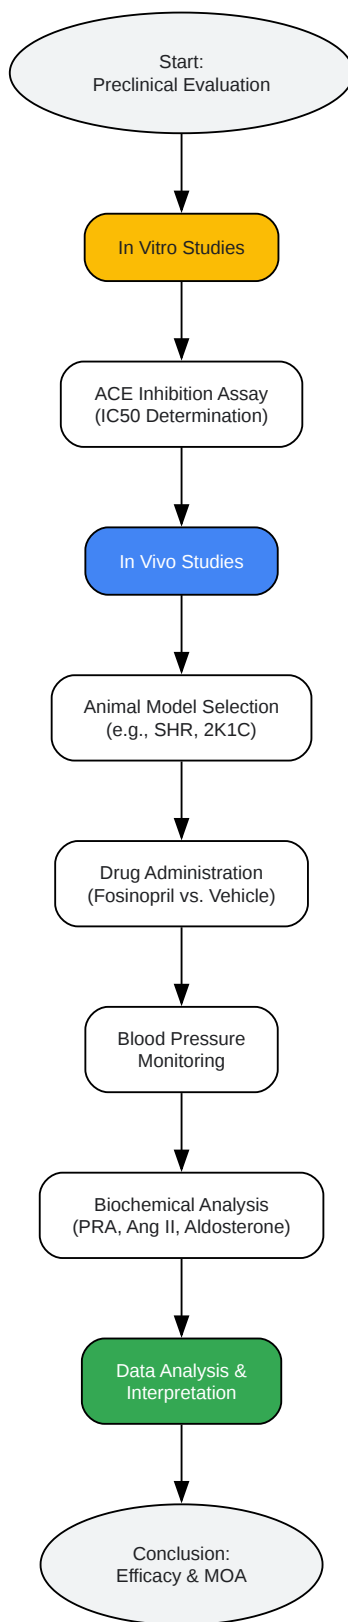 Start:
Preclinical Evaluation
In Vitro Studies
ACE Inhibition Assay
(IC50 Determination)
In Vivo Studies
Animal Model Selection
(e.g., SHR, 2K1C)
Drug Administration
(Fosinopril vs. Vehicle)
Blood Pressure
Monitoring
Biochemical Analysis
(PRA, Ang II, Aldosterone)
Data Analysis &
Interpretation
Conclusion:
Efficacy & MOA